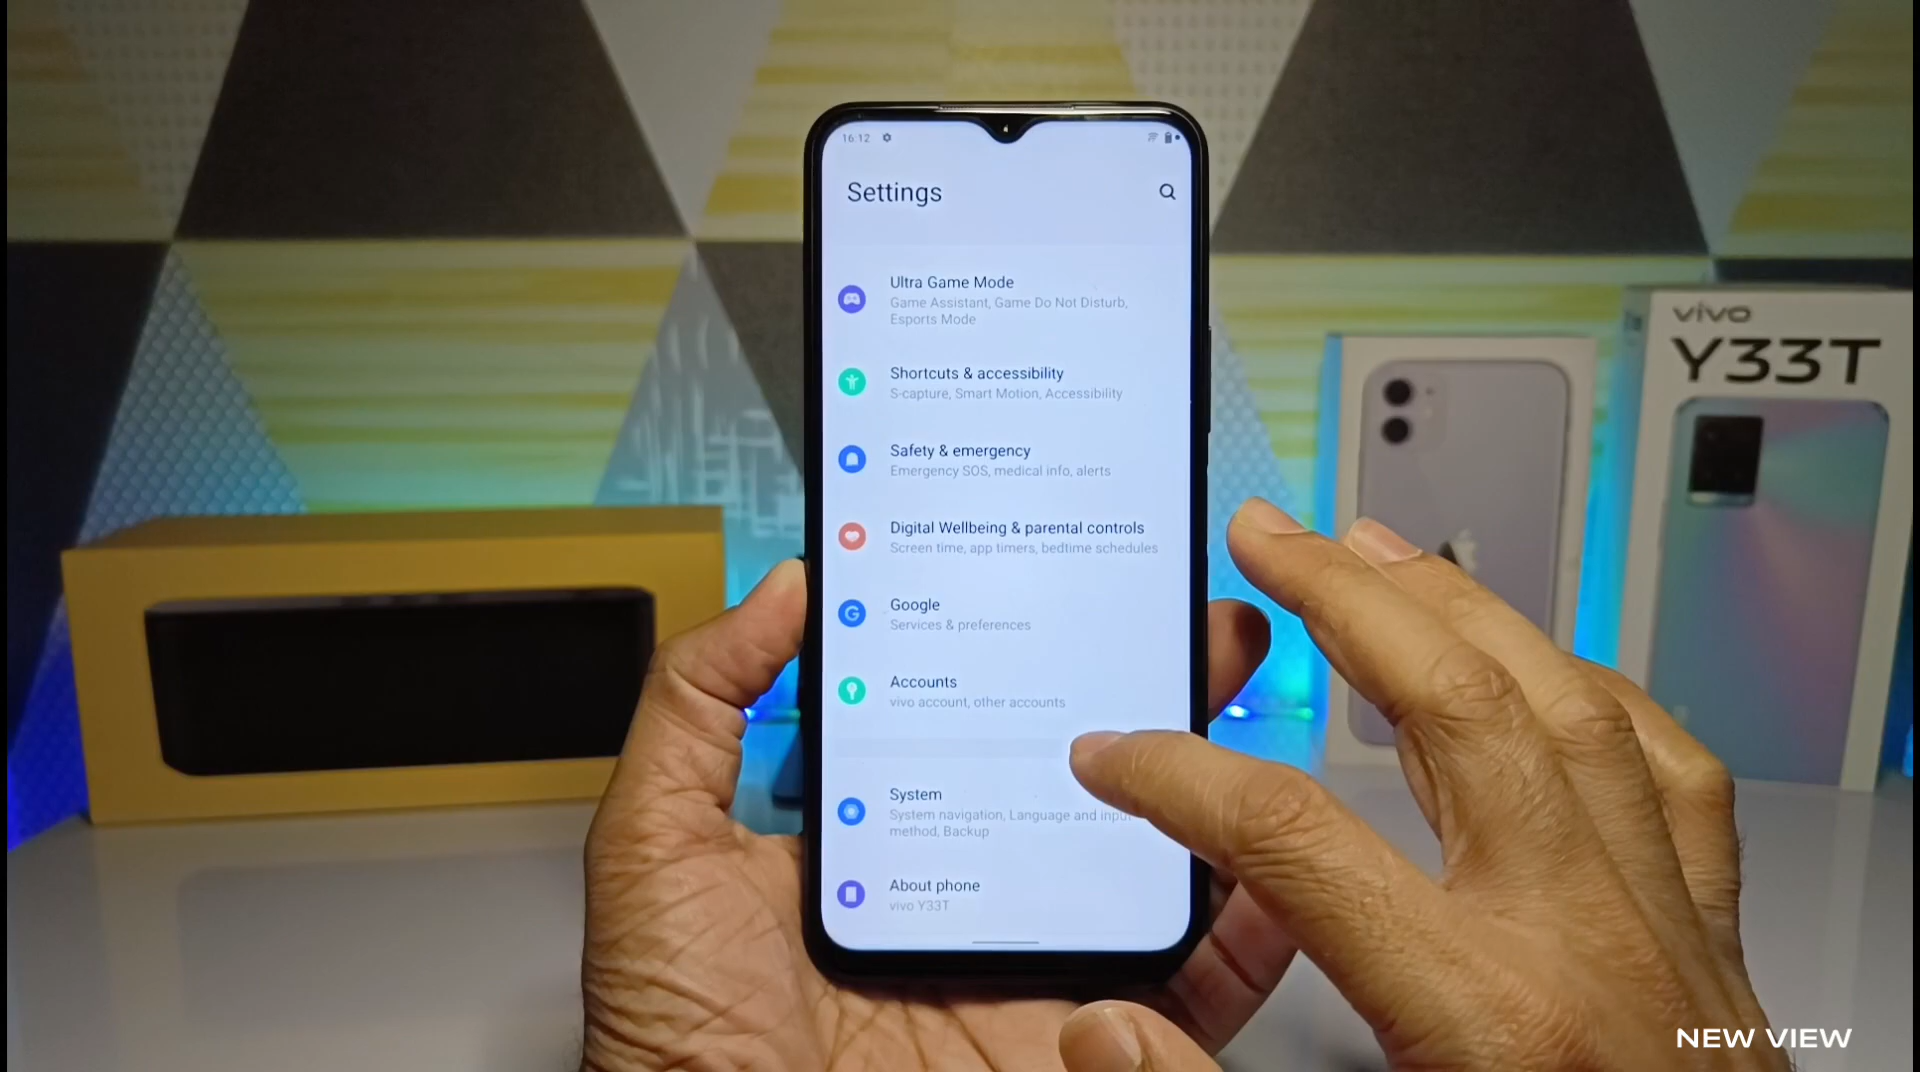 16:12
Settings
Ultra Game Mode
Game Assistant, Game Do Not Disturb,
Esports Mode
Shortcuts & accessibility
S-capture, Smart Motion, Accessibility
Safety & emergency
Emergency SOS, medical info, alerts
Digital Wellbeing & parental controls
Screen time, app timers, bedtime schedules
Google
Services & preferences
Accounts
vivo account, other accounts
System
System navigation, Language and input
method, Backup
About phone
vivo Y33T
vivo
Y33T
NEW VIEW